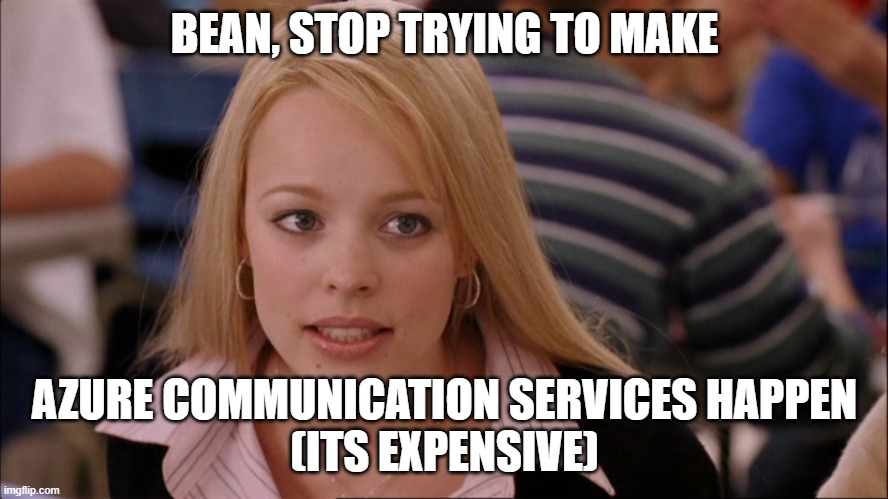 BEAN, STOP TRYING TO MAKE
AZURE COMMUNICATION SERVICES HAPPEN
(ITS EXPENSIVE)
imgflip.com